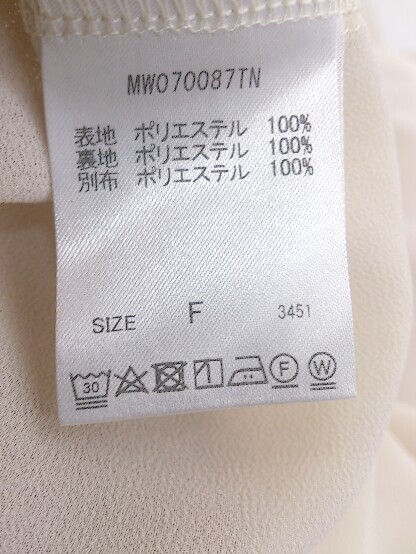 MWO70087TN
表地 ポリエステル 100%
裏地 ポリエステル 100%
別布 ポリエステル 100%
SIZE F 3451
30 F W